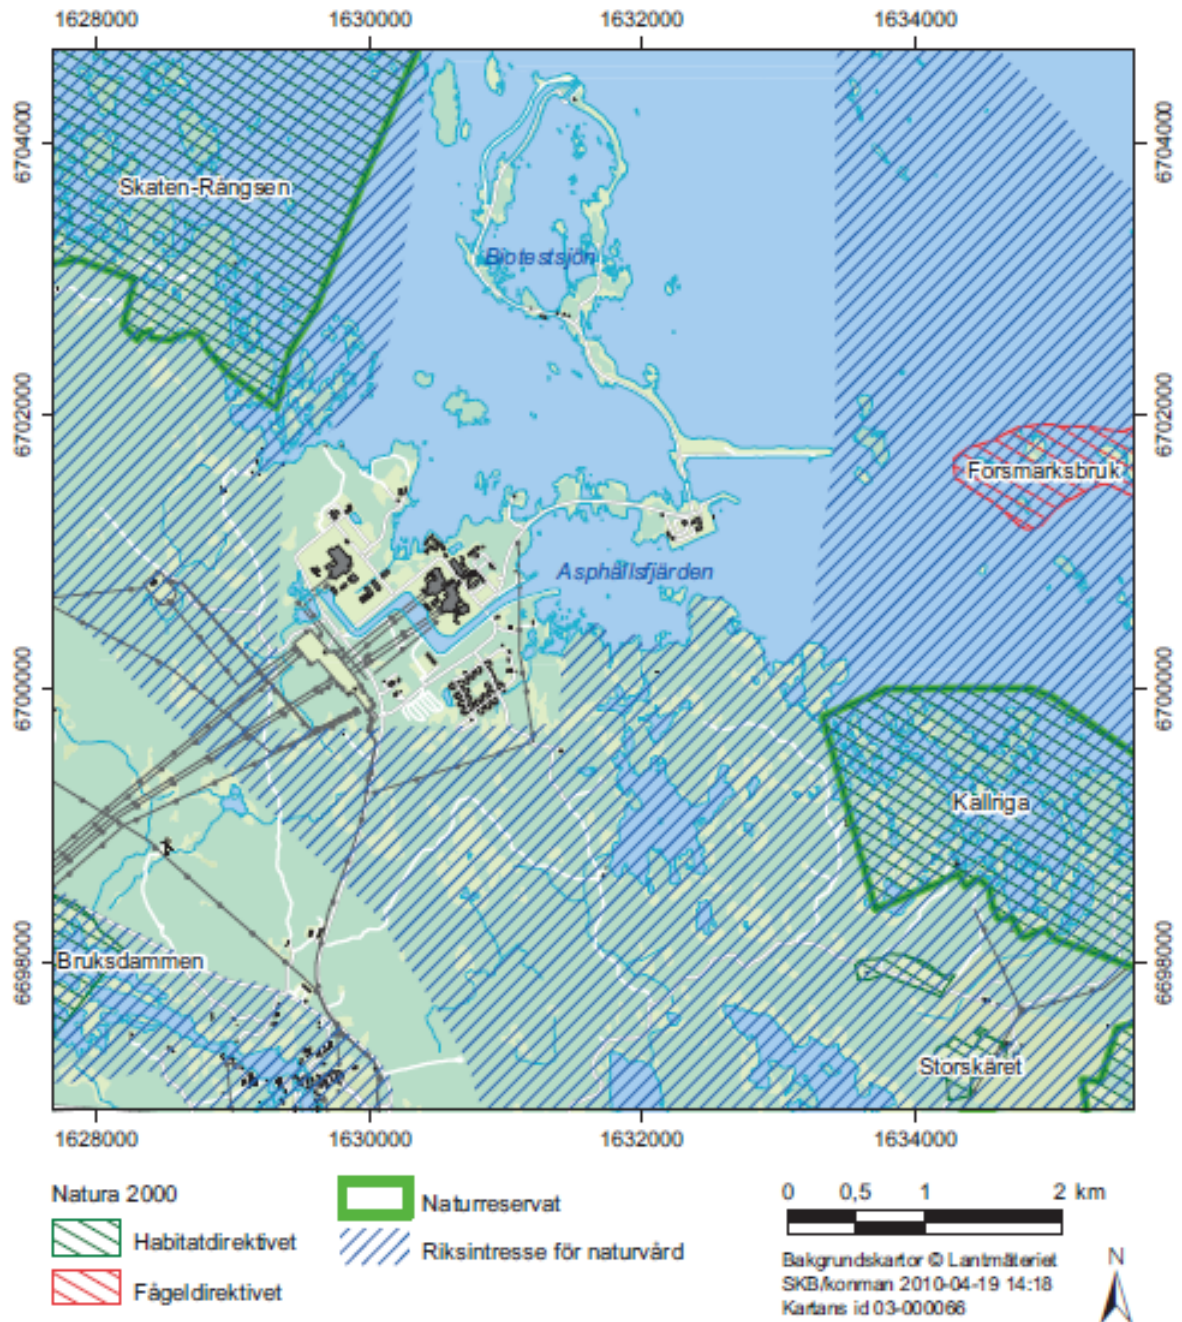 1628000 1630000 1632000 1634000
6704000 6704000
Skaten-Rångsen
Biotestsjön
6702000 6702000
Forsmarksbruk
Asphällsfjärden
6700000 6700000
Kallriga
6698000 6698000
Bruksdammen
Storskäret
1628000 1630000 1632000 1634000
Natura 2000
Habitatdirektivet
Fågeldirektivet
Naturreservat
Riksintresse för naturvård
0 0,5 1 2 km
Bakgrundskartor © Lantmäteriet
SKB/konman 2010-04-19 14:18
Kartans id 03-000066
N